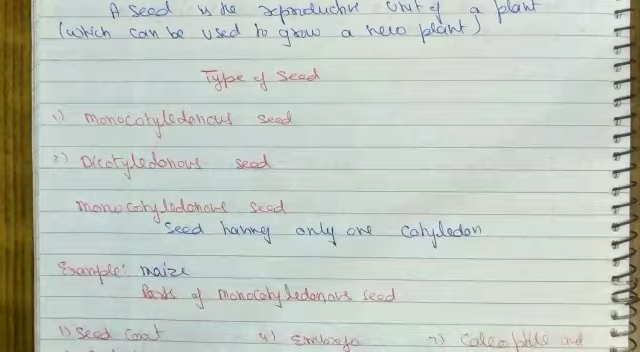 A seed is the reproductive unit of a plant
(which can be used to grow a new plant)
Type of Seed
1) monocotyledonous seed
2) Dicotyledonous seed
monocotyledonous seed
Seed having only one cotyledon
Example: maize
Parts of monocotyledonous seed
1) Seed coat 4) Embryo 7) and